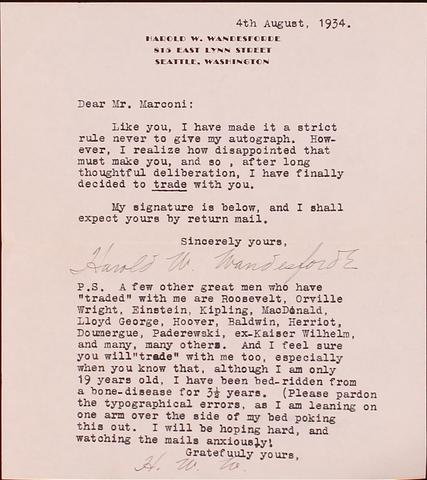 4th August, 1934.
HAROLD W. WANDESFORDE
815 EAST LYNN STREET
SEATTLE, WASHINGTON
Dear Mr. Marconi:
Like you, I have made it a strict
rule never to give my autograph. How-
ever, I realize how disappointed that
must make you, and so , after long
thoughtful deliberation, I have finally
decided to trade with you.
My signature is below, and I shall
expect yours by return mail.
Sincerely yours,
Harold W. Wandesforde
P.S. A few other great men who have
"traded" with me are Roosevelt, Orville
Wright, Einstein, Kipling, MacDonald,
Lloyd George, Hoover, Baldwin, Herriot,
Doumergue, Paderewski, ex-Kaiser Wilhelm,
and many, many others. And I feel sure
you will"trade" with me too, especially
when you know that, although I am only
19 years old, I have been bed-ridden from
a bone-disease for 3½ years. (Please pardon
the typographical errors, as I am leaning on
one arm over the side of my bed poking
this out. I will be hoping hard, and
watching the mails anxiously!
Gratefuuly yours,
H. W. W.